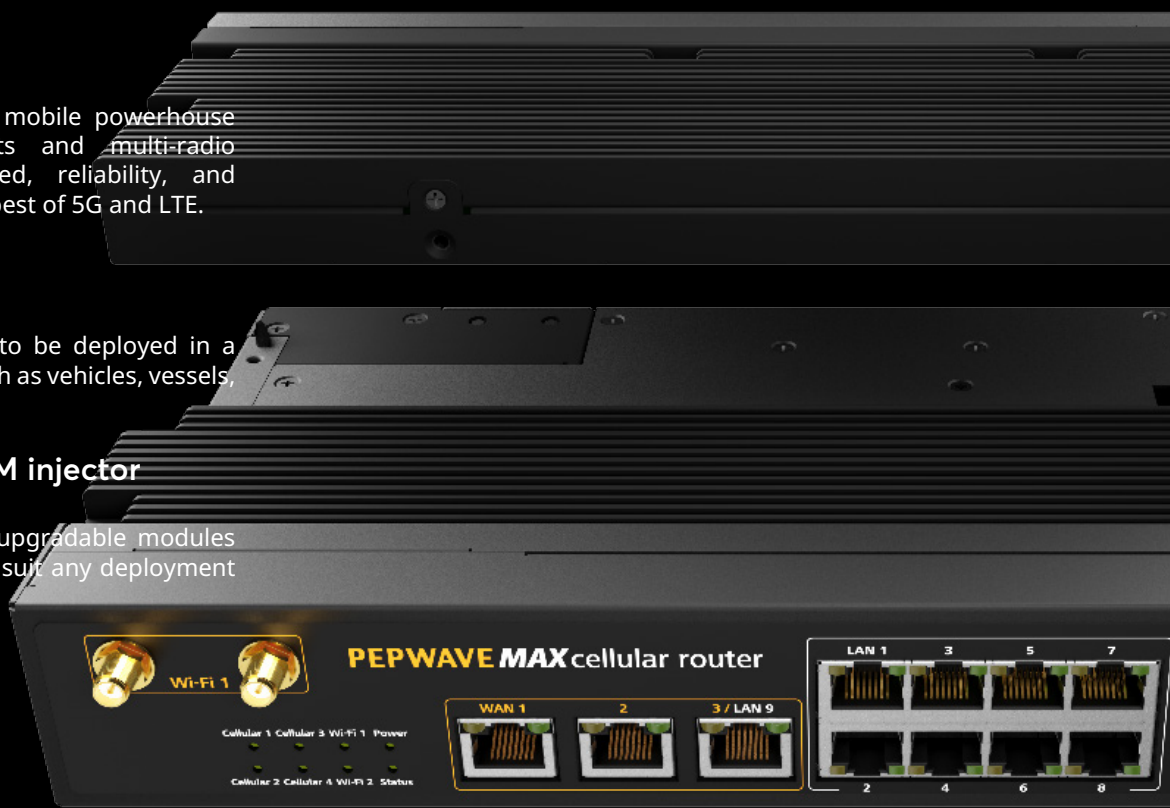 mobile powerhouse
ts and multi-radio
ed, reliability, and
best of 5G and LTE.
to be deployed in a
h as vehicles, vessels,
M injector
upgradable modules
suit any deployment
PEPWAVE MAX cellular router
Wi-Fi 1
LAN 1 3 5 7
WAN 1 2 3 / LAN 9
Cellular 1 Cellular 3 Wi-Fi 1 Power
Cellular 2 Cellular 4 Wi-Fi 2 Status
2 4 6 8